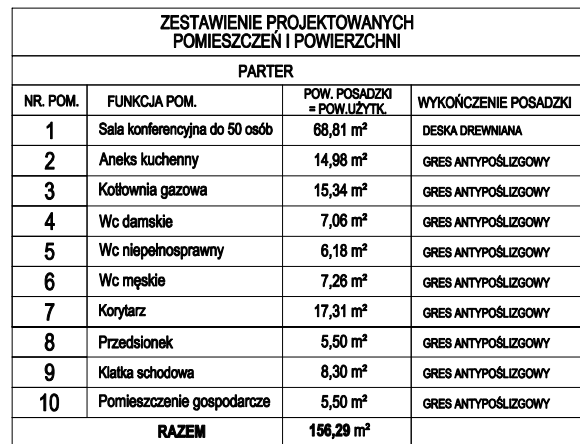 ZESTAWIENIE PROJEKTOWANYCH
POMIESZCZEŃ I POWIERZCHNI
PARTER
NR. POM. FUNKCJA POM. POW. POSADZKI = POW.UŻYTK. WYKOŃCZENIE POSADZKI
1 Sala konferencyjna do 50 osób 68,81 m² DESKA DREWNIANA
2 Aneks kuchenny 14,98 m² GRES ANTYPOŚLIZGOWY
3 Kotłownia gazowa 15,34 m² GRES ANTYPOŚLIZGOWY
4 Wc damskie 7,06 m² GRES ANTYPOŚLIZGOWY
5 Wc niepełnosprawny 6,18 m² GRES ANTYPOŚLIZGOWY
6 Wc męskie 7,26 m² GRES ANTYPOŚLIZGOWY
7 Korytarz 17,31 m² GRES ANTYPOŚLIZGOWY
8 Przedsionek 5,50 m² GRES ANTYPOŚLIZGOWY
9 Klatka schodowa 8,30 m² GRES ANTYPOŚLIZGOWY
10 Pomieszczenie gospodarcze 5,50 m² GRES ANTYPOŚLIZGOWY
RAZEM 156,29 m²